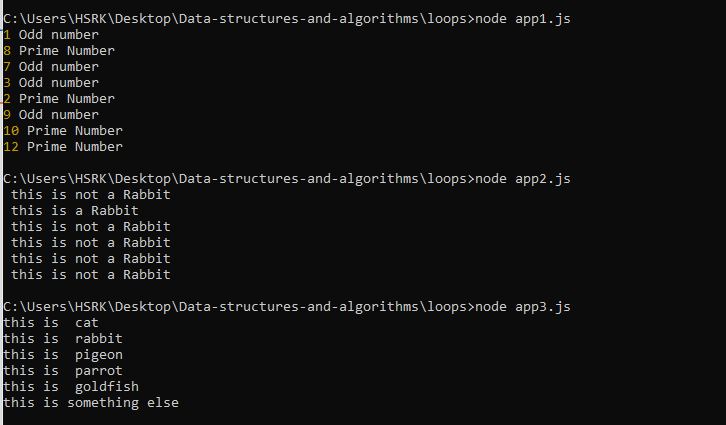 C:\Users\HSRK\Desktop\Data-structures-and-algorithms\loops>node app1.js
1 Odd number
8 Prime Number
7 Odd number
3 Odd number
2 Prime Number
9 Odd number
10 Prime Number
12 Prime Number
C:\Users\HSRK\Desktop\Data-structures-and-algorithms\loops>node app2.js
this is not a Rabbit
this is a Rabbit
this is not a Rabbit
this is not a Rabbit
this is not a Rabbit
this is not a Rabbit
C:\Users\HSRK\Desktop\Data-structures-and-algorithms\loops>node app3.js
this is  cat
this is  rabbit
this is  pigeon
this is  parrot
this is  goldfish
this is something else